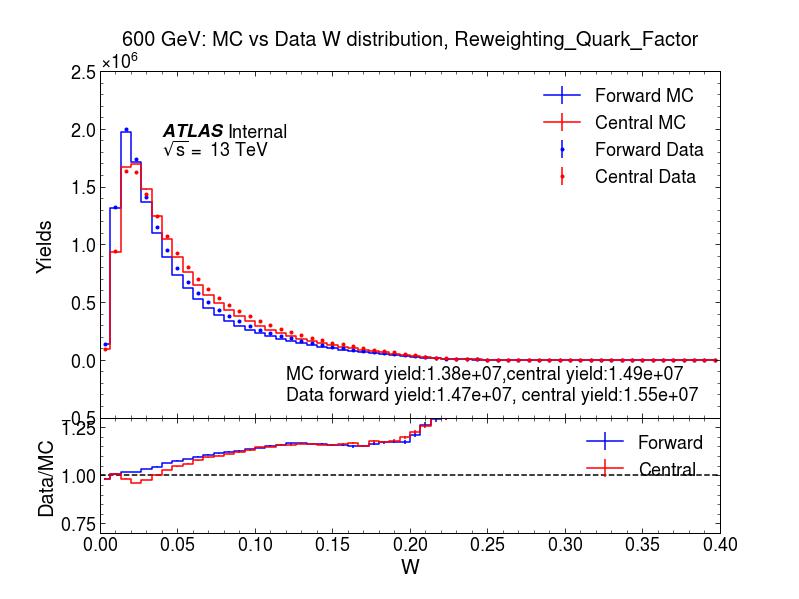 600 GeV: MC vs Data W distribution, Reweighting_Quark_Factor
×10⁶
2.5
2.0
1.5
1.0
0.5
0.0
Yields
ATLAS Internal
√s = 13 TeV
Forward MC
Central MC
Forward Data
Central Data
MC forward yield:1.38e+07,central yield:1.49e+07
Data forward yield:1.47e+07, central yield:1.55e+07
1.25
1.00
0.75
Data/MC
Forward
Central
0.00 0.05 0.10 0.15 0.20 0.25 0.30 0.35 0.40
W